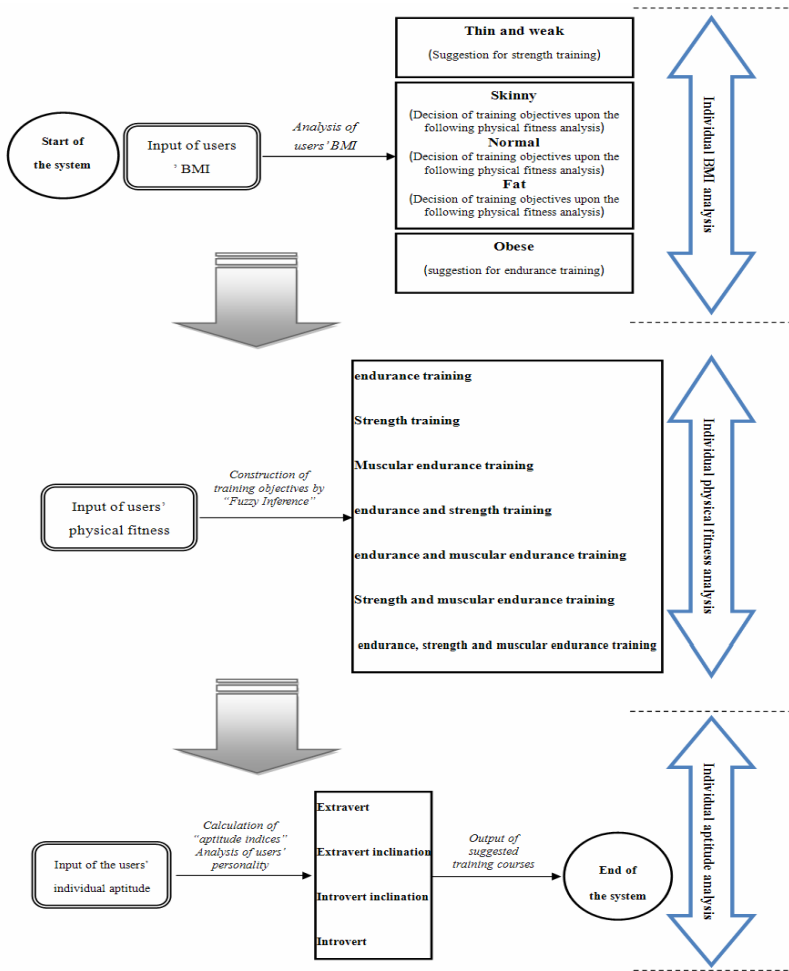 Start of
the system
Input of users
’ BMI
Analysis of
users’ BMI
Thin and weak
(Suggestion for strength training)
Skinny
(Decision of training objectives upon the
following physical fitness analysis)
Normal
(Decision of training objectives upon the
following physical fitness analysis)
Fat
(Decision of training objectives upon the
following physical fitness analysis)
Obese
(suggestion for endurance training)
Individual BMI analysis
Input of users’
physical fitness
Construction of
training objectives by
“Fuzzy Inference”
endurance training
Strength training
Muscular endurance training
endurance and strength training
endurance and muscular endurance training
Strength and muscular endurance training
endurance, strength and muscular endurance training
Individual physical fitness analysis
Input of the users’
individual aptitude
Calculation of
“aptitude indices”
Analysis of users’
personality
Extravert
Extravert inclination
Introvert inclination
Introvert
Output of
suggested
training courses
End of
the system
Individual aptitude analysis